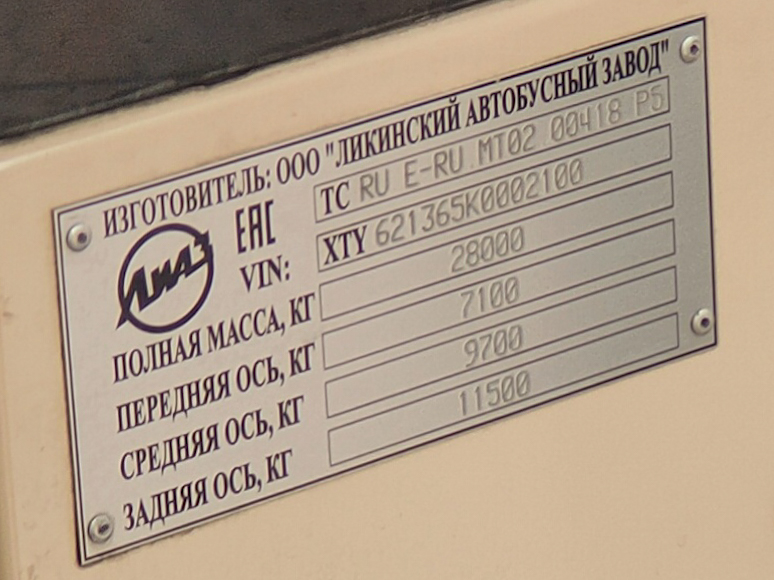 ИЗГОТОВИТЕЛЬ: ООО "ЛИКИНСКИЙ АВТОБУСНЫЙ ЗАВОД"
ЛИАЗ
EAC
ТС RU E-RU.MT02.00418 P5
VIN: XTY 621365K0002100
ПОЛНАЯ МАССА, КГ 28000
ПЕРЕДНЯЯ ОСЬ, КГ 7100
СРЕДНЯЯ ОСЬ, КГ 9700
ЗАДНЯЯ ОСЬ, КГ 11500